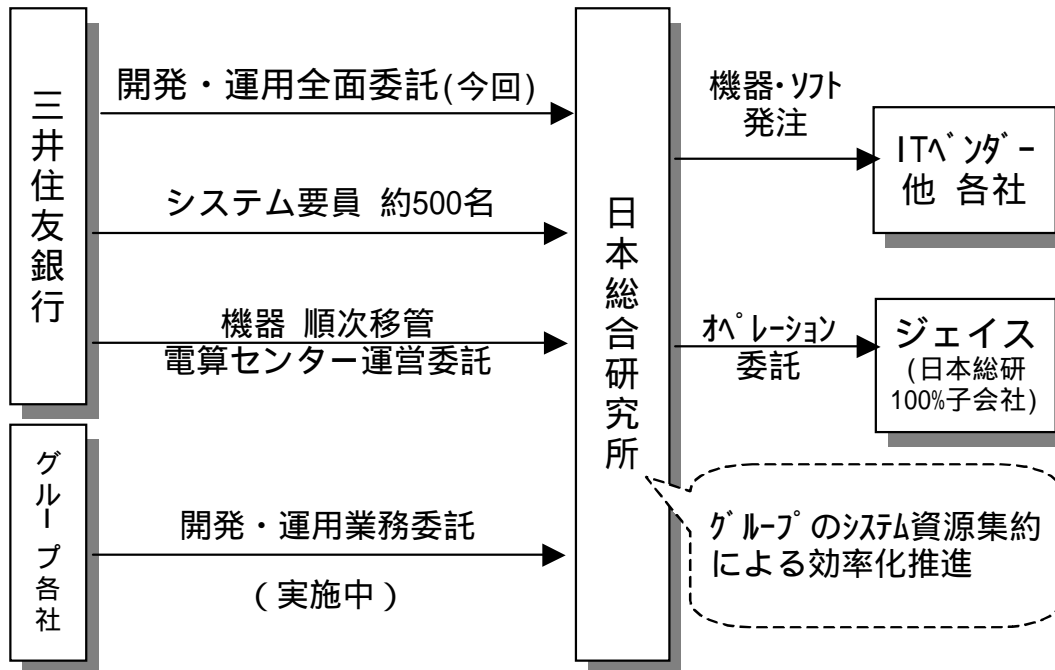 三井住友銀行
開発・運用全面委託(今回)
システム要員 約500名
機器 順次移管
電算センター運営委託
グループ各社
開発・運用業務委託
(実施中)
日本総合研究所
機器・ソフト
発注
ITベンダー
他 各社
オペレーション
委託
ジェイス
(日本総研
100%子会社)
グループのシステム資源集約
による効率化推進